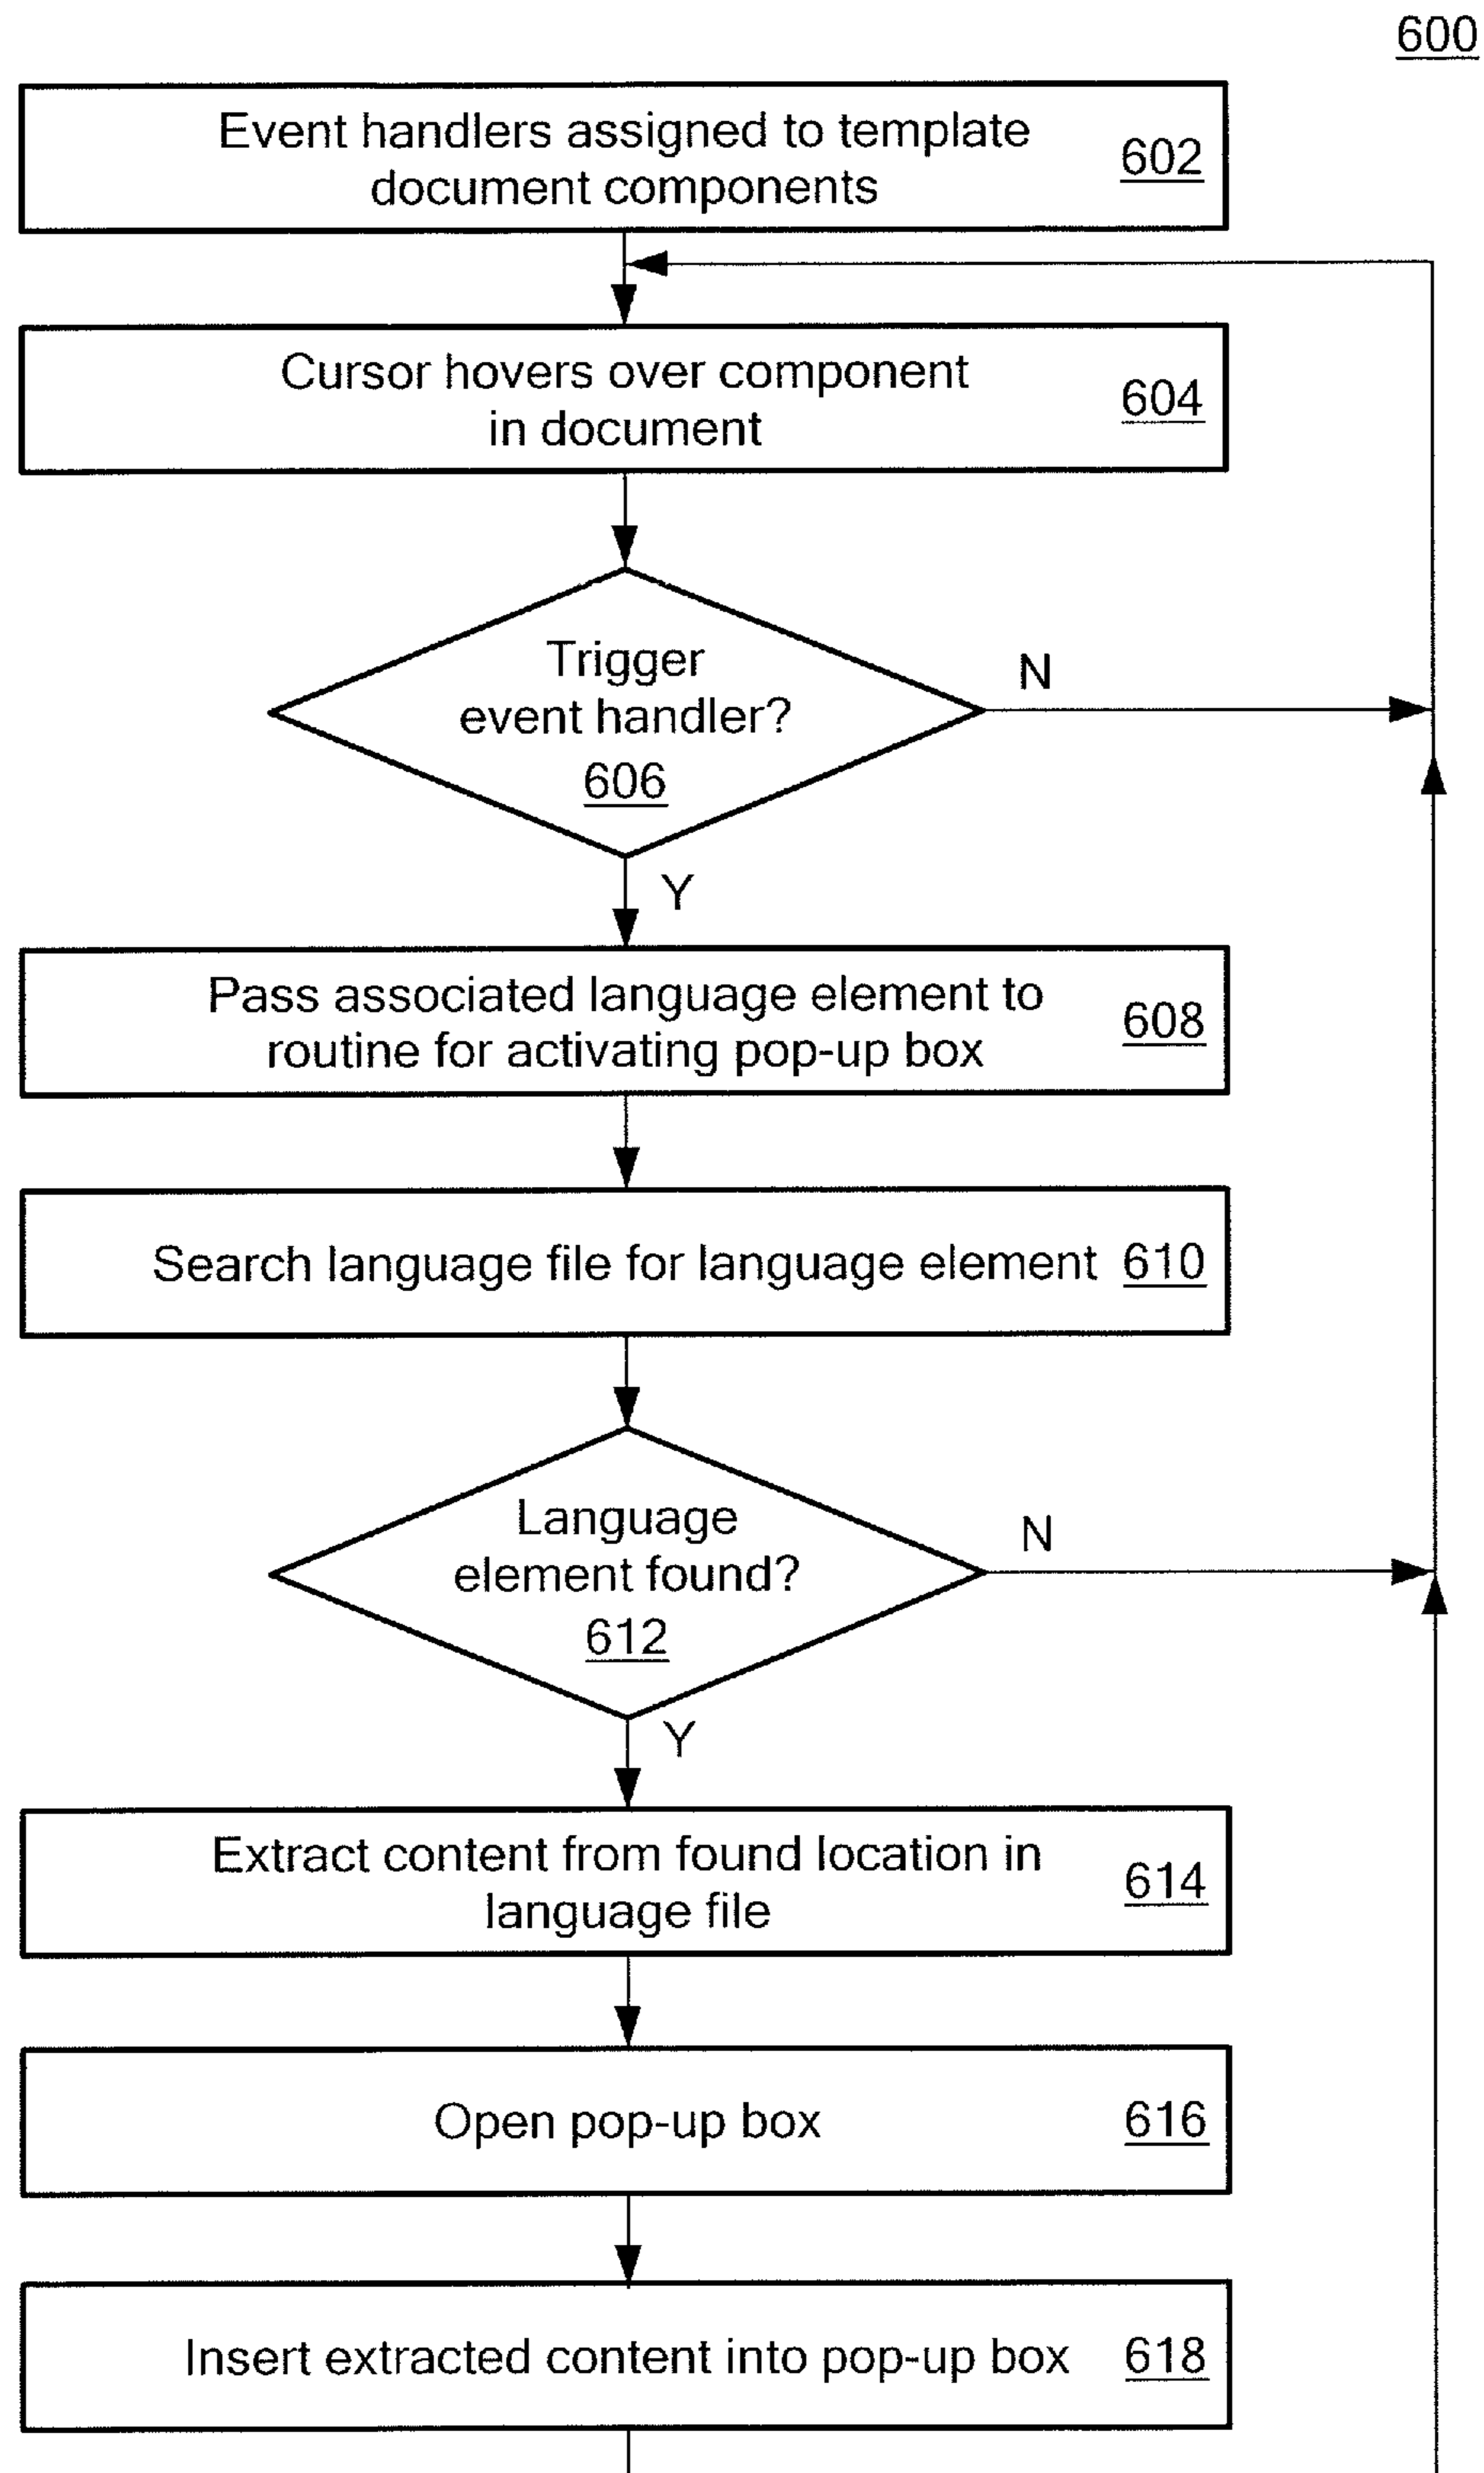 600
Event handlers assigned to template
document components
602
Cursor hovers over component
in document
604
Trigger
event handler?
606
N
Y
Pass associated language element to
routine for activating pop-up box
608
Search language file for language element 610
Language
element found?
612
N
Y
Extract content from found location in
language file
614
Open pop-up box 616
Insert extracted content into pop-up box 618